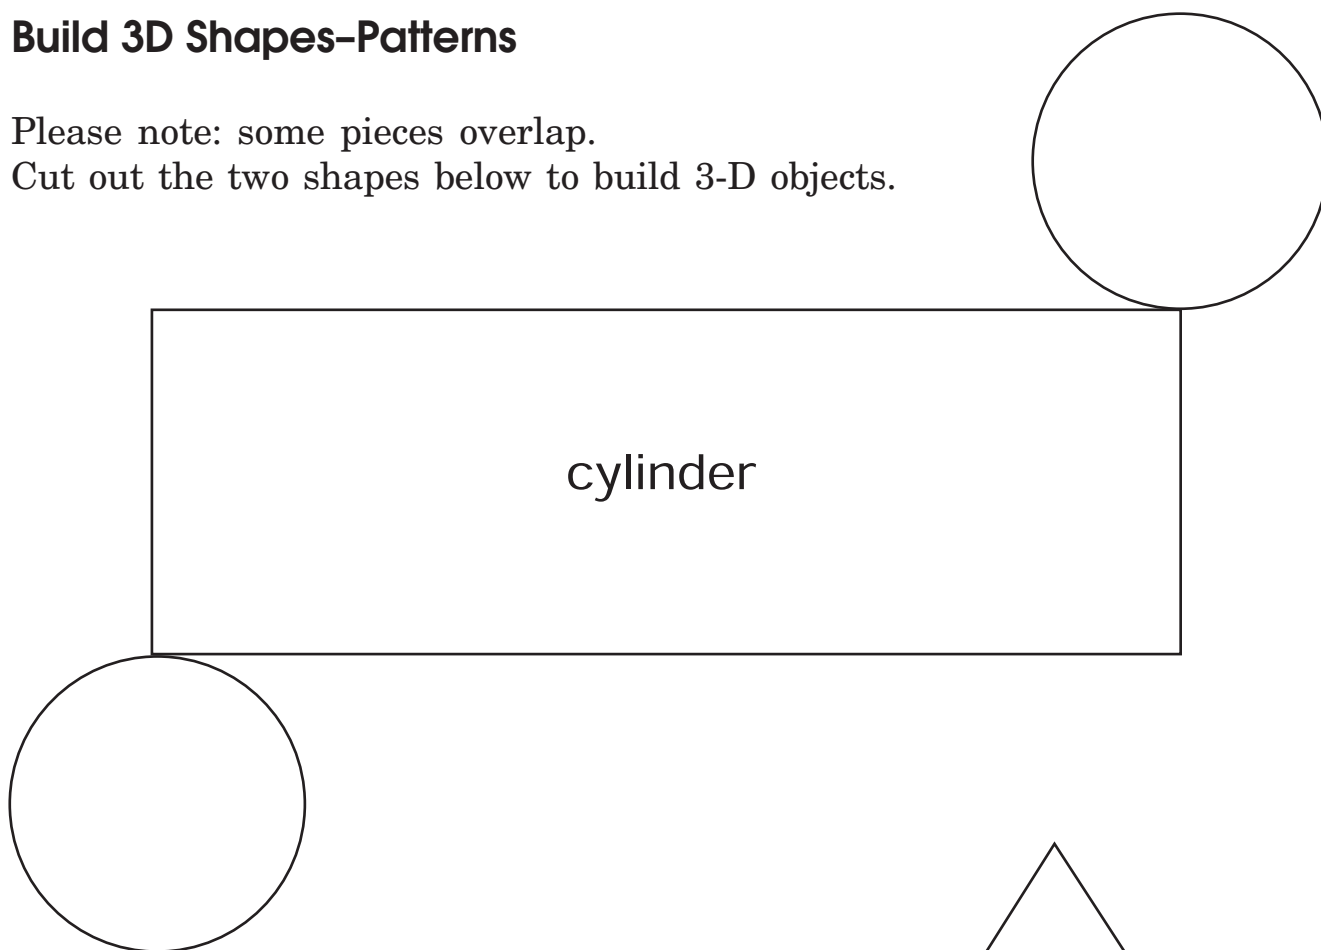 Build 3D Shapes–Patterns
Please note: some pieces overlap.
Cut out the two shapes below to build 3-D objects.
cylinder